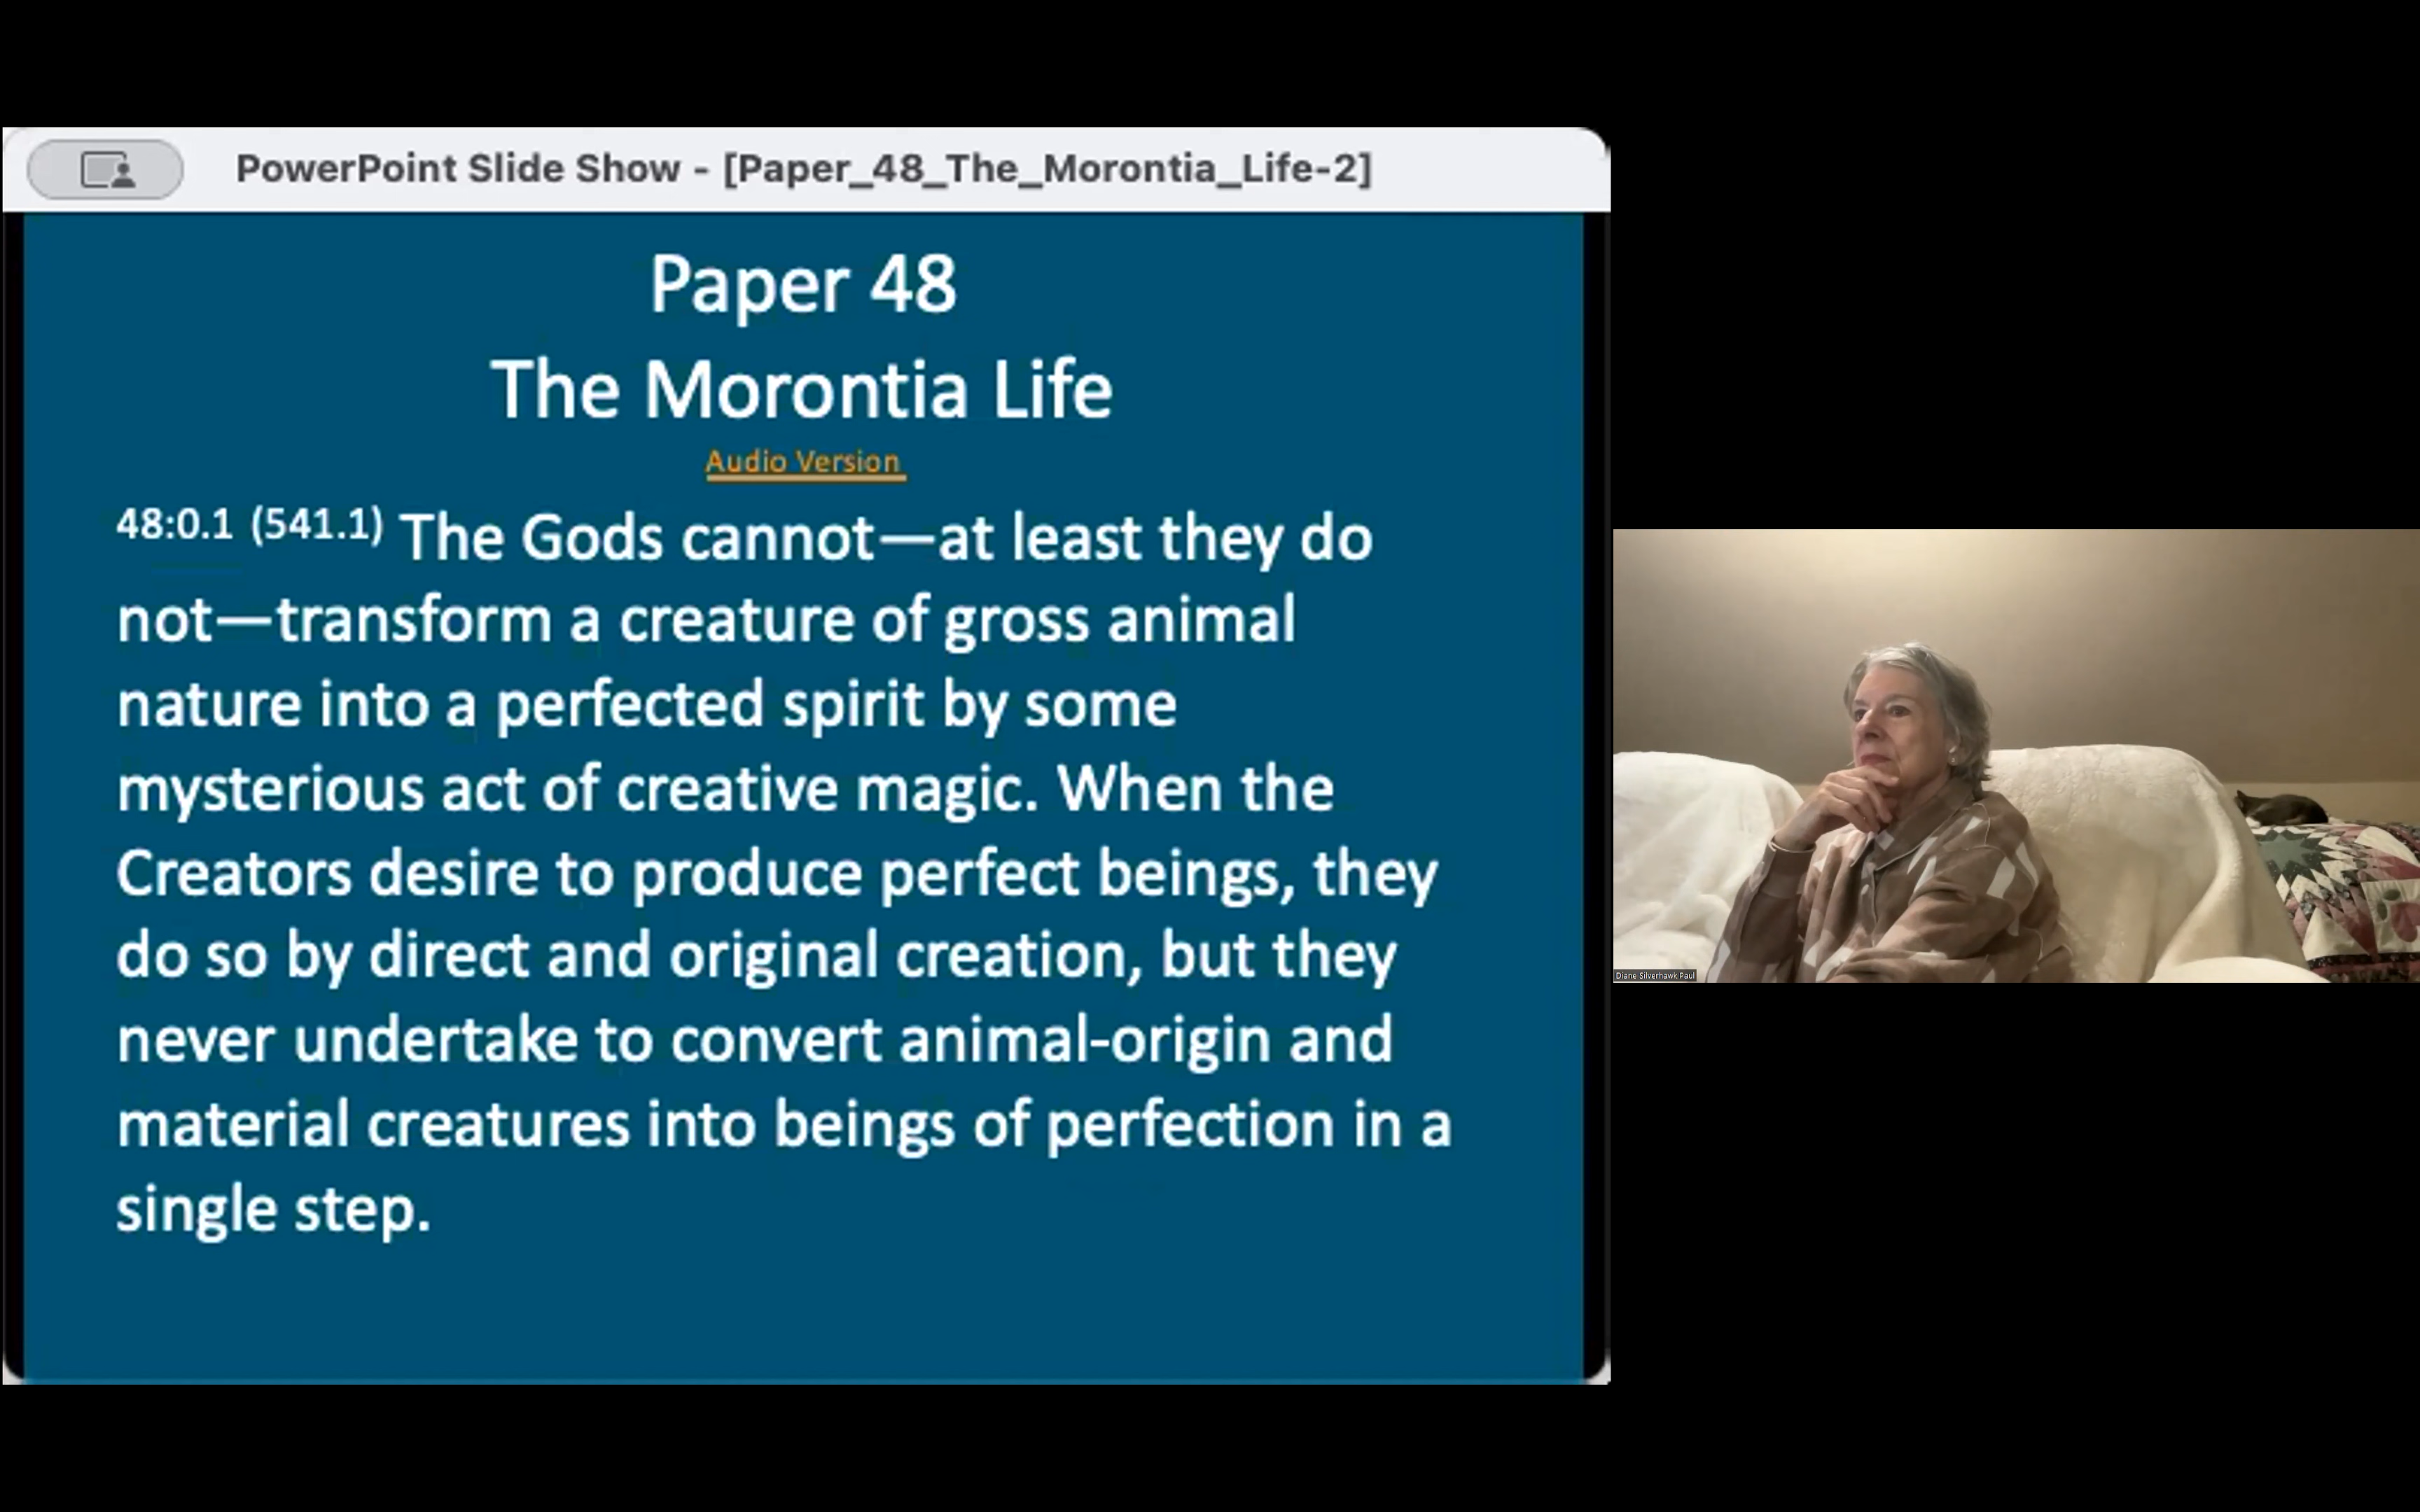 PowerPoint Slide Show - [Paper_48_The_Morontia_Life-2]
Paper 48
The Morontia Life
Audio Version
48:0.1 (541.1) The Gods cannot—at least they do
not—transform a creature of gross animal
nature into a perfected spirit by some
mysterious act of creative magic. When the
Creators desire to produce perfect beings, they
do so by direct and original creation, but they
never undertake to convert animal-origin and
material creatures into beings of perfection in a
single step.
Diane Silverhawk Paul